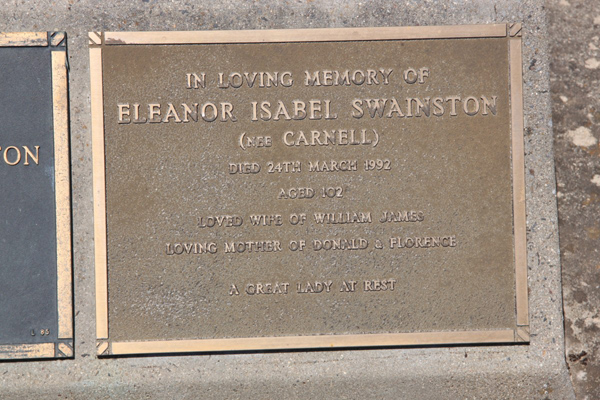 IN LOVING MEMORY OF
ELEANOR ISABEL SWAINSTON
(NEE CARNELL)
DIED 24TH MARCH 1992
AGED 102
LOVED WIFE OF WILLIAM JAMES
LOVING MOTHER OF DONALD & FLORENCE
A GREAT LADY AT REST
TON